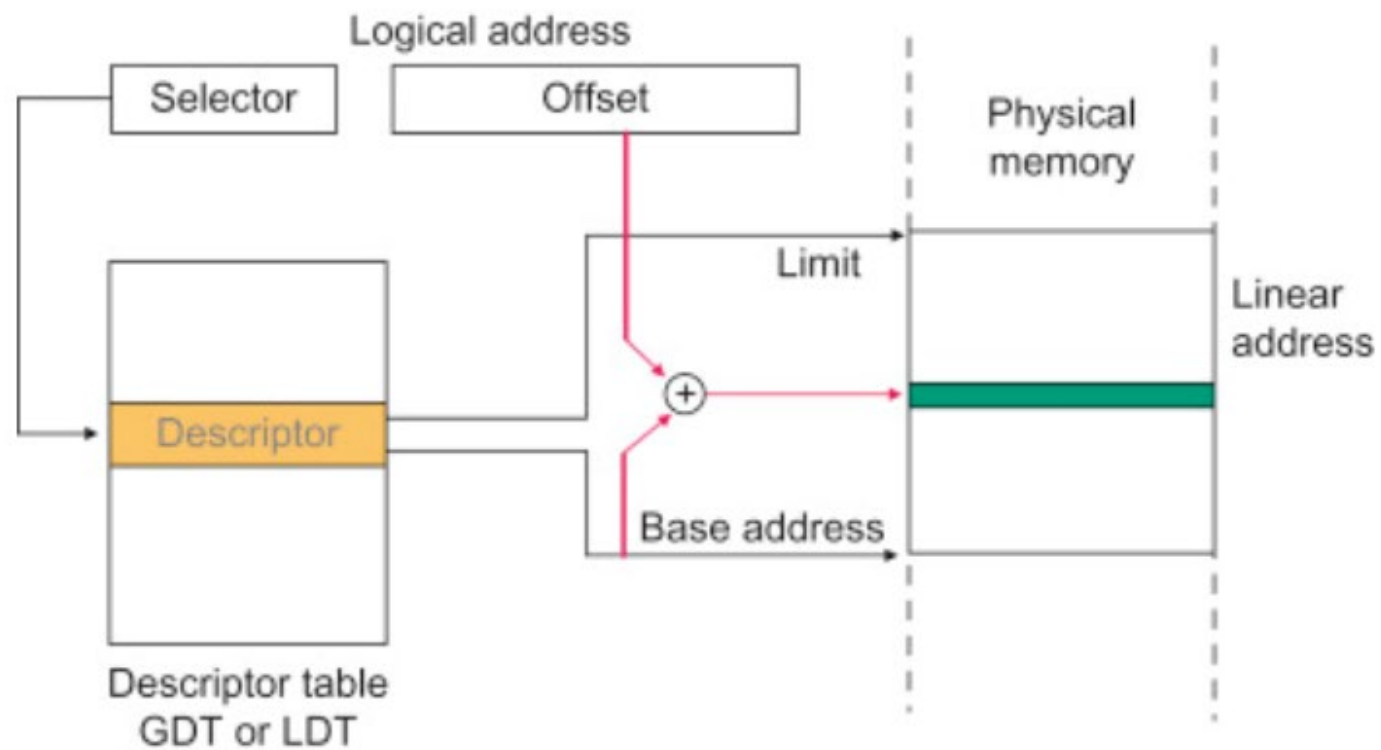 Logical address
Selector
Offset
Physical
memory
Limit
Linear
address
Descriptor
+
Base address
Descriptor table
GDT or LDT